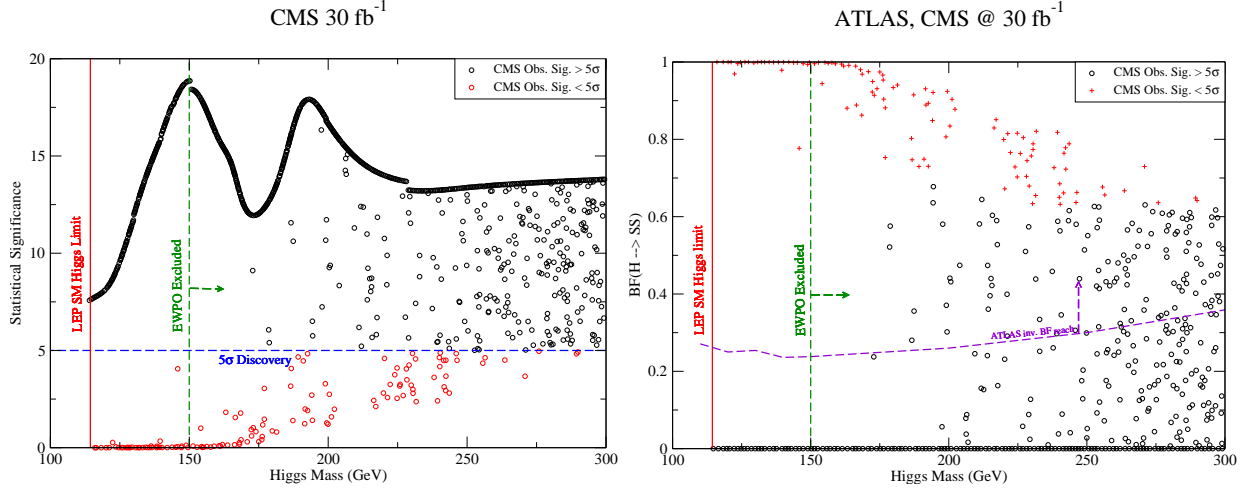 CMS 30 fb⁻¹
Statistical Significance
20
15
10
5
0
CMS Obs. Sig. > 5σ
CMS Obs. Sig. < 5σ
LEP SM Higgs Limit
EWPO Excluded
5σ Discovery
100
150
200
250
300
Higgs Mass (GeV)
ATLAS, CMS @ 30 fb⁻¹
BF(H --> SS)
1
0.8
0.6
0.4
0.2
0
CMS Obs. Sig. > 5σ
CMS Obs. Sig. < 5σ
LEP SM Higgs limit
EWPO Excluded
ATLAS inv. BF reach
100
150
200
250
300
Higgs Mass (GeV)